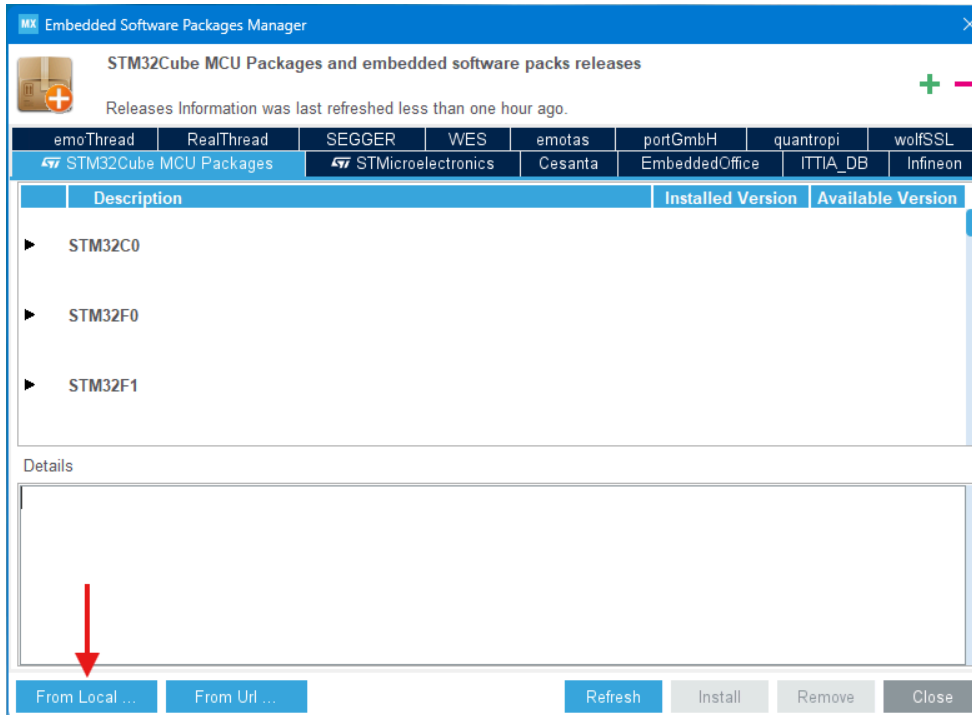 MX Embedded Software Packages Manager
STM32Cube MCU Packages and embedded software packs releases
Releases Information was last refreshed less than one hour ago.
emoThread RealThread SEGGER WES emotas portGmbH quantropi wolfSSL
STM32Cube MCU Packages STMicroelectronics Cesanta EmbeddedOffice ITTIA_DB Infineon
Description Installed Version Available Version
STM32C0
STM32F0
STM32F1
Details
From Local ... From Url ... Refresh Install Remove Close